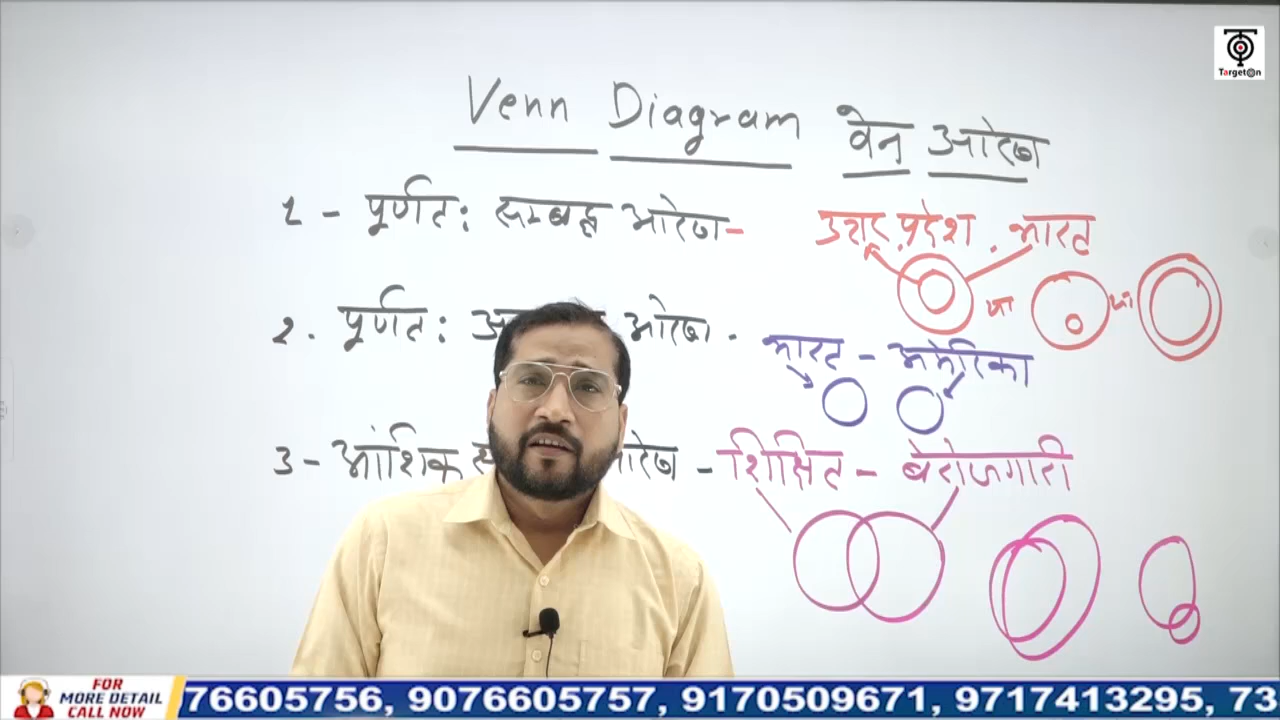 Target@n
Venn Diagram वेन आरेख
1 - पूर्णतः सम्बद्ध आरेख - उत्तर प्रदेश . भारत
या
या
2. पूर्णतः आरेख . भारत - अमेरिका
3 - आंशिक आरेख - शिक्षित - बेरोजगारी
FOR
MORE DETAIL
CALL NOW
76605756, 9076605757, 9170509671, 9717413295, 73